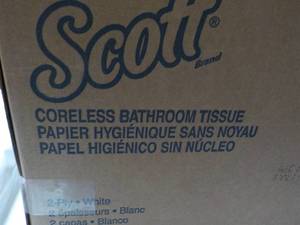 Scott
Brand
CORELESS BATHROOM TISSUE
PAPIER HYGIÉNIQUE SANS NOYAU
PAPEL HIGIÉNICO SIN NÚCLEO
2-Ply • White
2 épaisseurs • Blanc
2 capas • Blanco